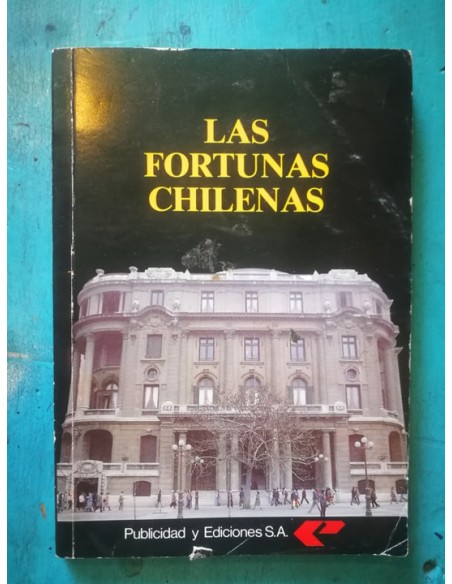 LAS
FORTUNAS
CHILENAS
Publicidad y Ediciones S.A.